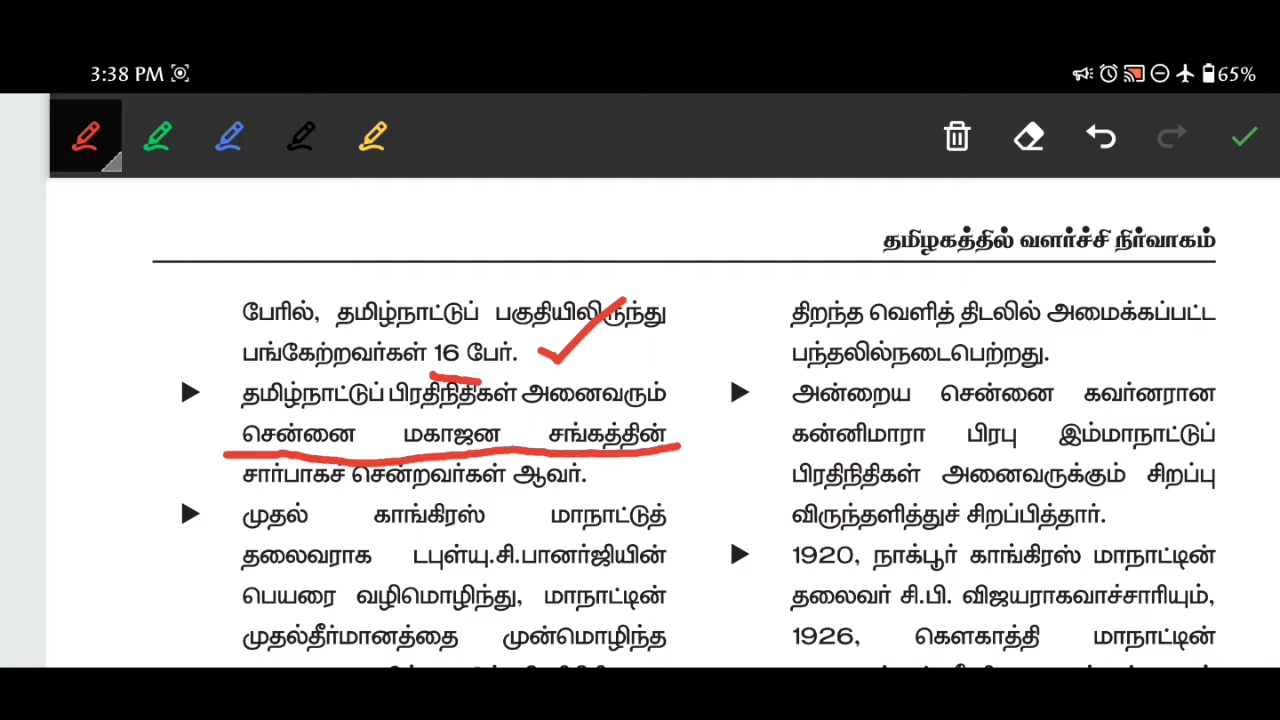 3:38 PM
65%
தமிழகத்தில் வளர்ச்சி நிர்வாகம்
பேரில், தமிழ்நாட்டுப் பகுதியிலிருந்து
பங்கேற்றவர்கள் 16 பேர்.
▶ தமிழ்நாட்டுப் பிரதிநிதிகள் அனைவரும்
சென்னை மகாஜன சங்கத்தின்
சார்பாகச் சென்றவர்கள் ஆவர்.
▶ முதல் காங்கிரஸ் மாநாட்டுத்
தலைவராக டபுள்யு.சி.பானர்ஜியின்
பெயரை வழிமொழிந்து, மாநாட்டின்
முதல்தீர்மானத்தை முன்மொழிந்த
திறந்த வெளித் திடலில் அமைக்கப்பட்ட
பந்தலில்நடைபெற்றது.
▶ அன்றைய சென்னை கவர்னரான
கன்னிமாரா பிரபு இம்மாநாட்டுப்
பிரதிநிதிகள் அனைவருக்கும் சிறப்பு
விருந்தளித்துச் சிறப்பித்தார்.
▶ 1920, நாக்பூர் காங்கிரஸ் மாநாட்டின்
தலைவர் சி.பி. விஜயராகவாச்சாரியும்,
1926, கௌகாத்தி மாநாட்டின்